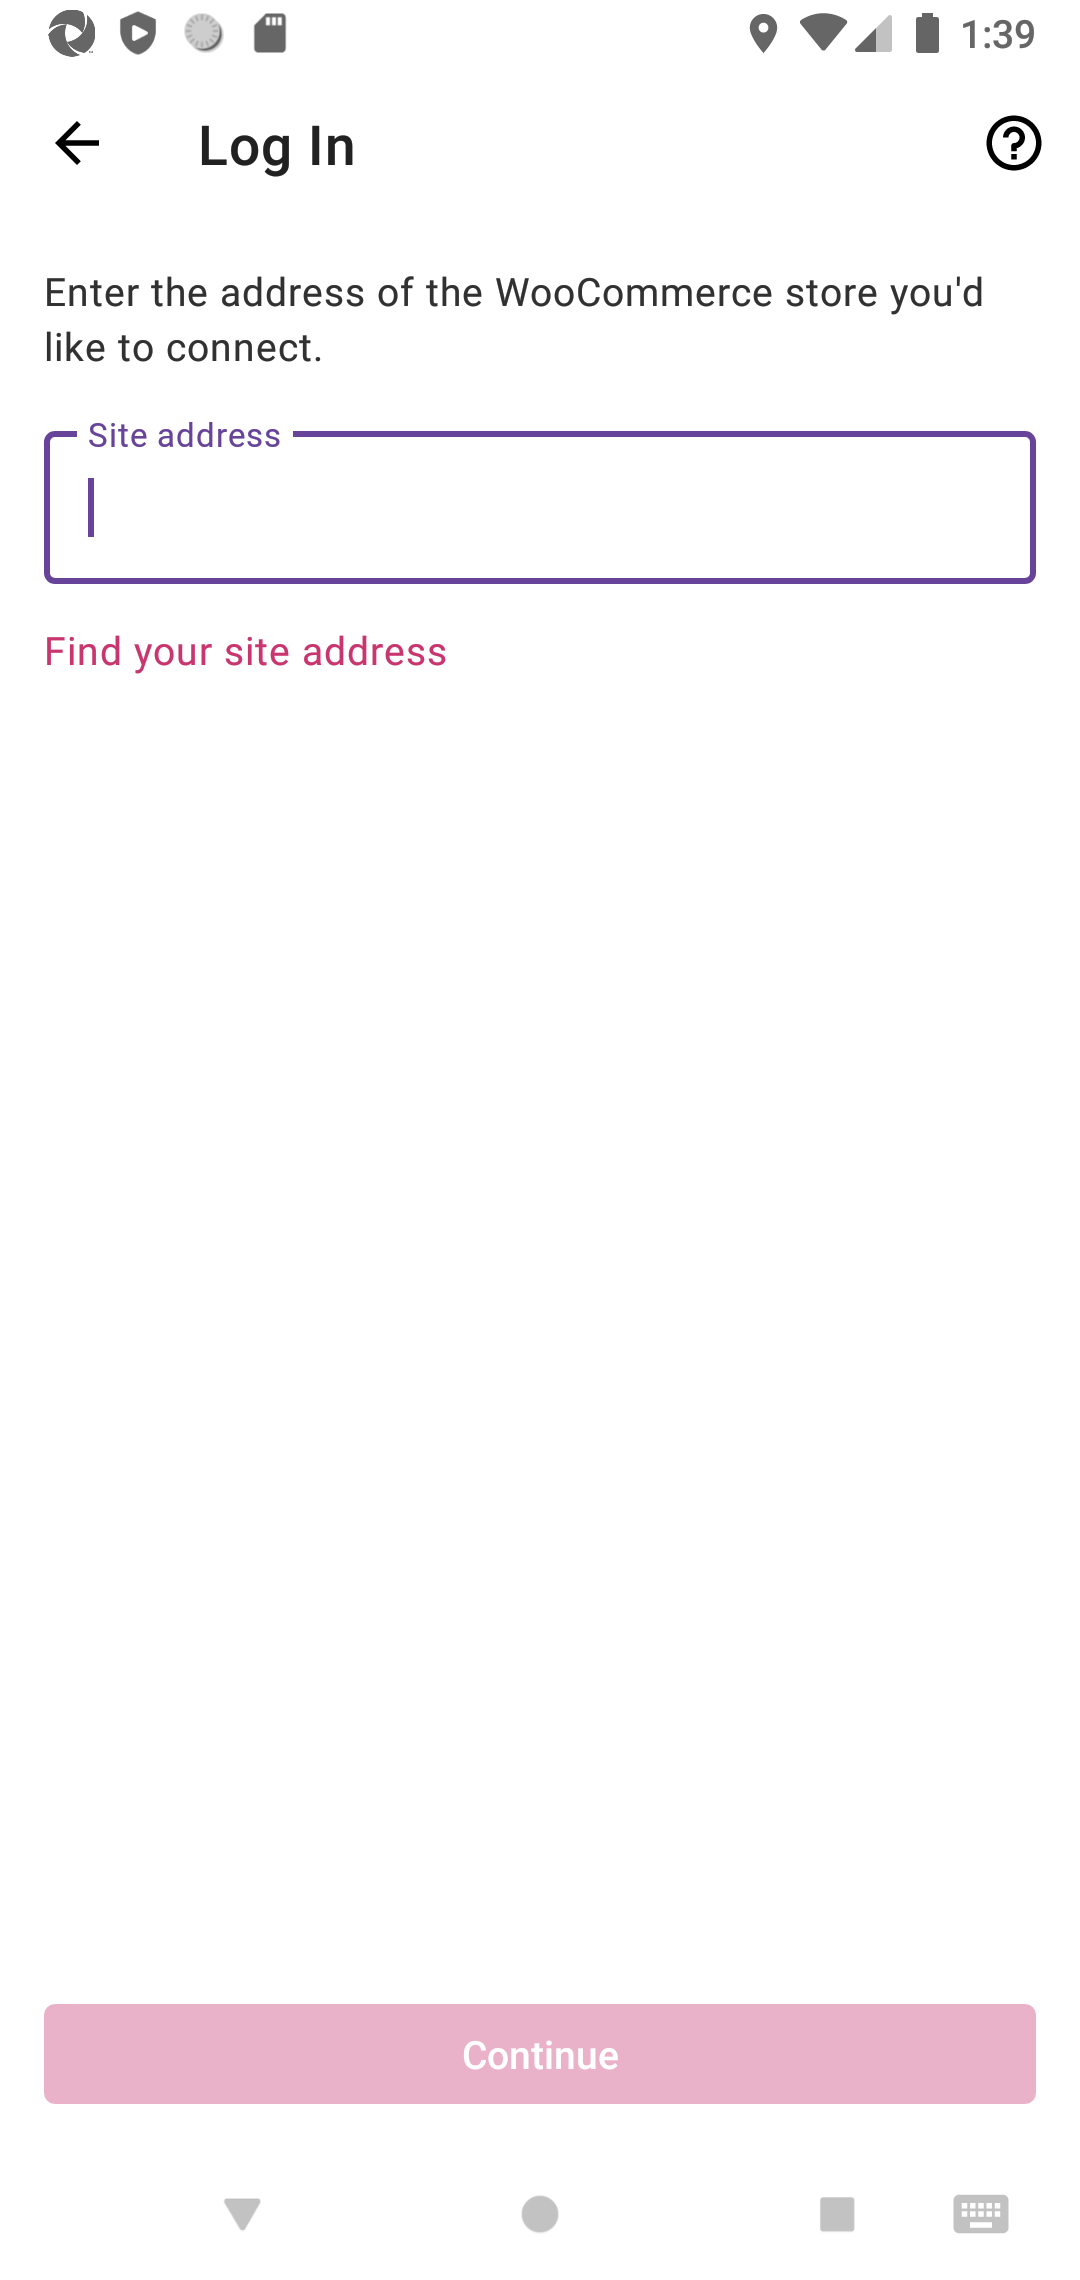 1:39
Log In
Enter the address of the WooCommerce store you'd
like to connect.
Site address
Find your site address
Continue